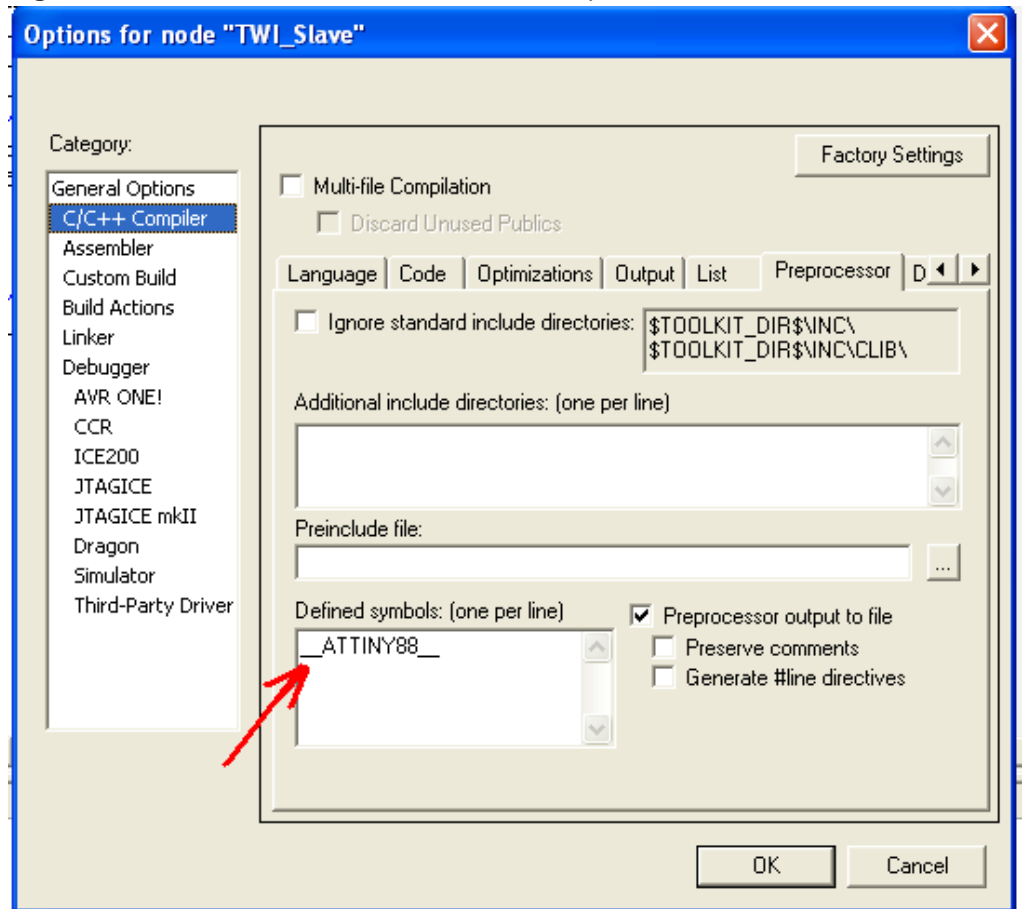 Options for node "TWI_Slave"
Category:
General Options
C/C++ Compiler
Assembler
Custom Build
Build Actions
Linker
Debugger
AVR ONE!
CCR
ICE200
JTAGICE
JTAGICE mkII
Dragon
Simulator
Third-Party Driver
Factory Settings
Multi-file Compilation
Discard Unused Publics
Language Code Optimizations Output List Preprocessor D
Ignore standard include directories: $TOOLKIT_DIR$\INC\
$TOOLKIT_DIR$\INC\CLIB\
Additional include directories: (one per line)
Preinclude file:
...
Defined symbols: (one per line)
__ATTINY88__
Preprocessor output to file
Preserve comments
Generate #line directives
OK Cancel